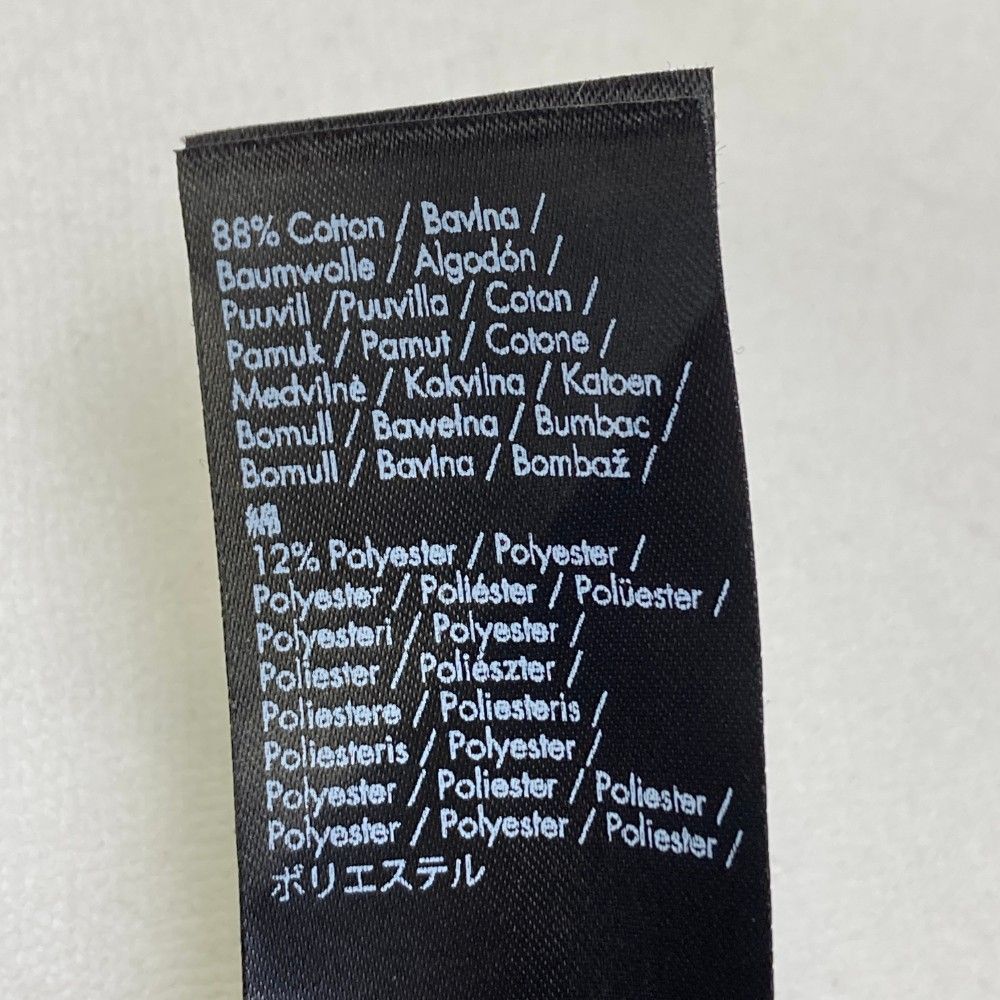 88% Cotton / Bavlna /
Baumwolle / Algodón /
Puuvill /Puuvilla / Coton /
Pamuk / Pamut / Cotone /
Medvilnė / Kokvilna / Katoen /
Bomull / Bawełna / Bumbac /
Bomull / Bavlna / Bombaž /
綿
12% Polyester / Polyester /
Polyester / Poliéster / Polüester /
Polyesteri / Polyester /
Poliester / Poliészter /
Poliestere / Poliesteris /
Poliesteris / Polyester /
Polyester / Poliester / Poliester /
Polyester / Polyester / Poliester /
ポリエステル